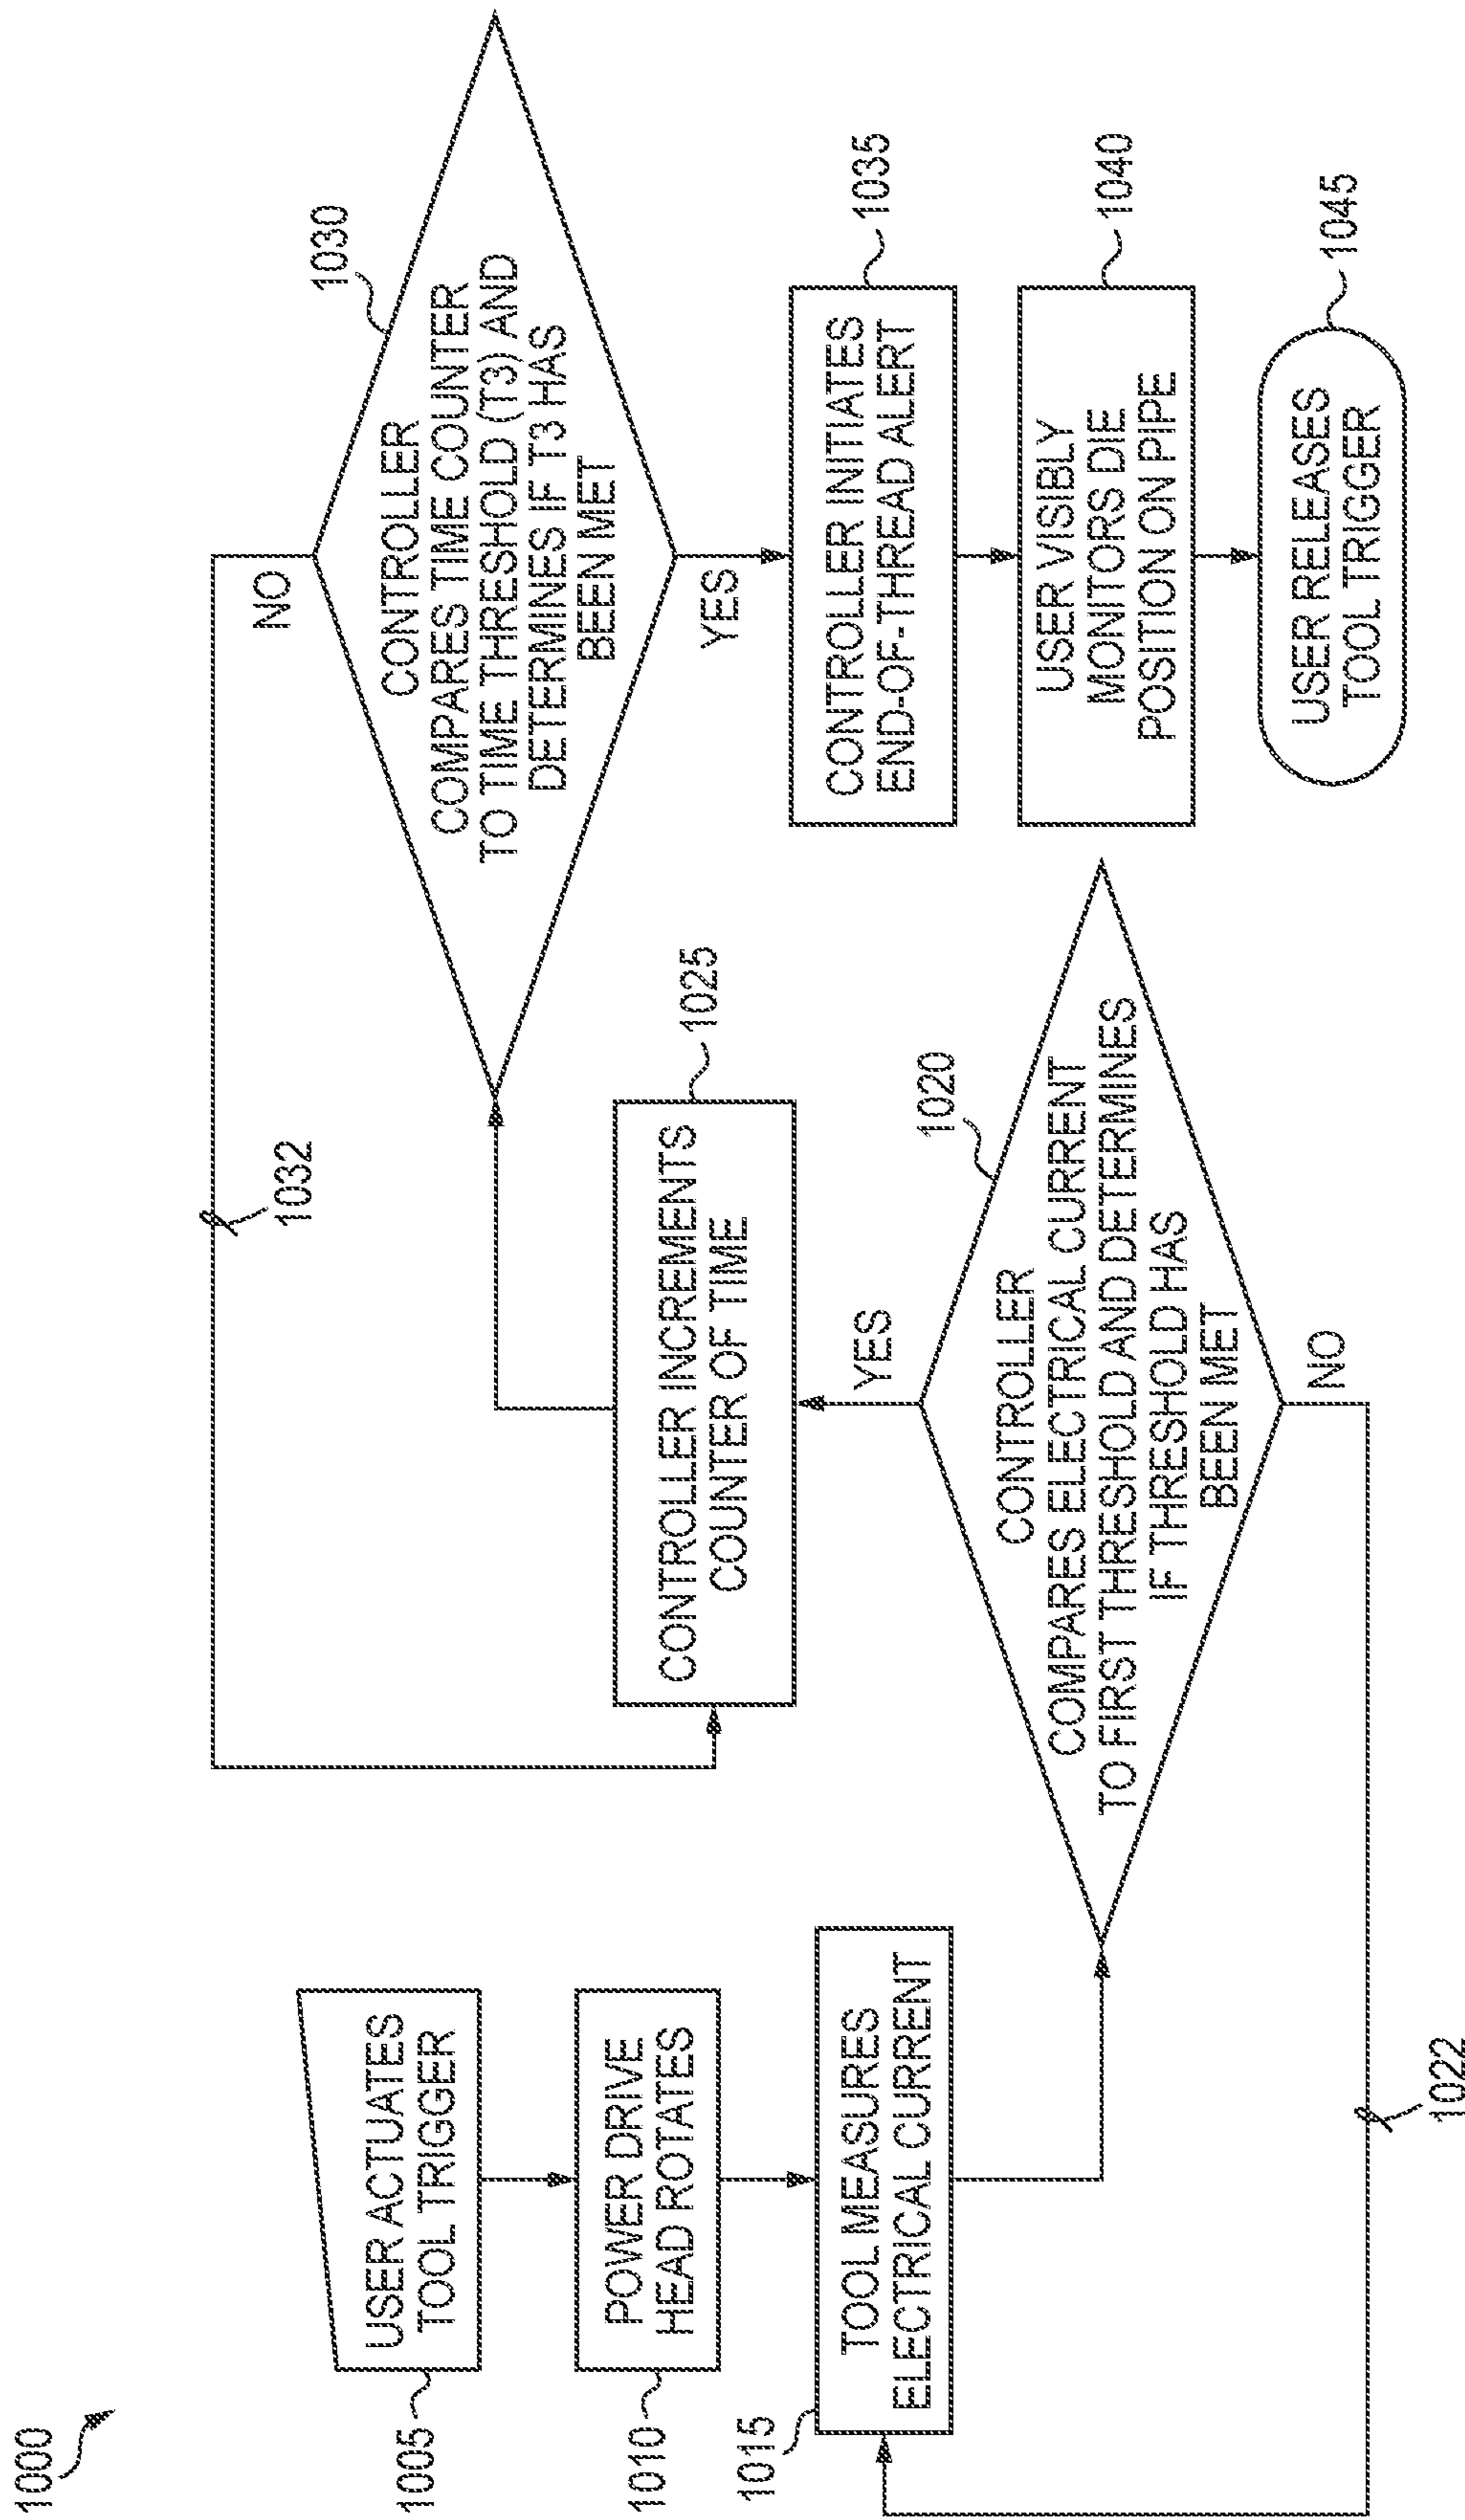 1000
1005
USER ACTUATES
TOOL TRIGGER
1010
POWER DRIVE
HEAD ROTATES
1015
TOOL MEASURES
ELECTRICAL CURRENT
1020
CONTROLLER
COMPARES ELECTRICAL CURRENT
TO FIRST THRESHOLD AND DETERMINES
IF THRESHOLD HAS
BEEN MET
NO
1022
YES
1025
CONTROLLER INCREMENTS
COUNTER OF TIME
1030
CONTROLLER
COMPARES TIME COUNTER
TO TIME THRESHOLD (T3) AND
DETERMINES IF T3 HAS
BEEN MET
NO
1032
YES
1035
CONTROLLER INITIATES
END-OF-THREAD ALERT
1040
USER VISIBLY
MONITORS DIE
POSITION ON PIPE
1045
USER RELEASES
TOOL TRIGGER